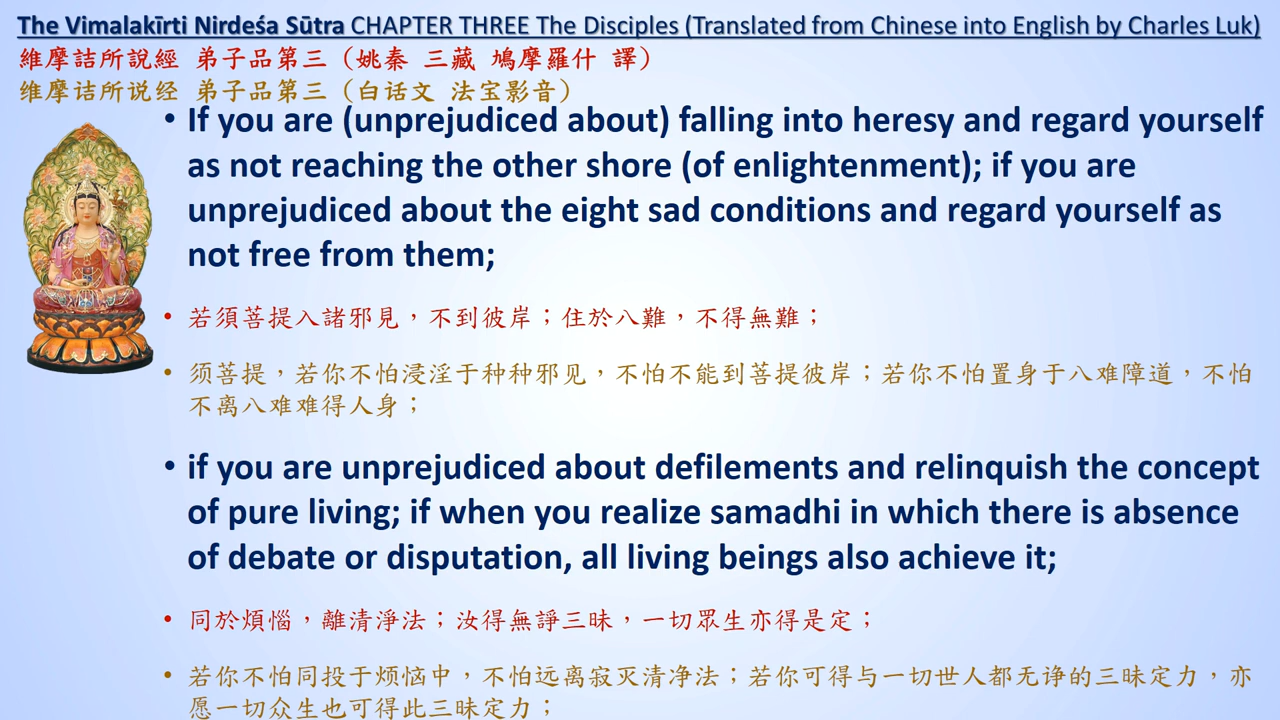 The Vimalakīrti Nirdeśa Sūtra CHAPTER THREE The Disciples (Translated from Chinese into English by Charles Luk)
維摩詰所說經 弟子品第三（姚秦 三藏 鳩摩羅什 譯）
维摩诘所说经 弟子品第三（白话文 法宝影音）
• If you are (unprejudiced about) falling into heresy and regard yourself
as not reaching the other shore (of enlightenment); if you are
unprejudiced about the eight sad conditions and regard yourself as
not free from them;
• 若須菩提入諸邪見，不到彼岸；住於八難，不得無難；
• 须菩提，若你不怕浸淫于种种邪见，不怕不能到菩提彼岸；若你不怕置身于八难障道，不怕
不离八难难得人身；
• if you are unprejudiced about defilements and relinquish the concept
of pure living; if when you realize samadhi in which there is absence
of debate or disputation, all living beings also achieve it;
• 同於煩惱，離清淨法；汝得無諍三昧，一切眾生亦得是定；
• 若你不怕同投于烦恼中，不怕远离寂灭清净法；若你可得与一切世人都无诤的三昧定力，亦
愿一切众生也可得此三昧定力；